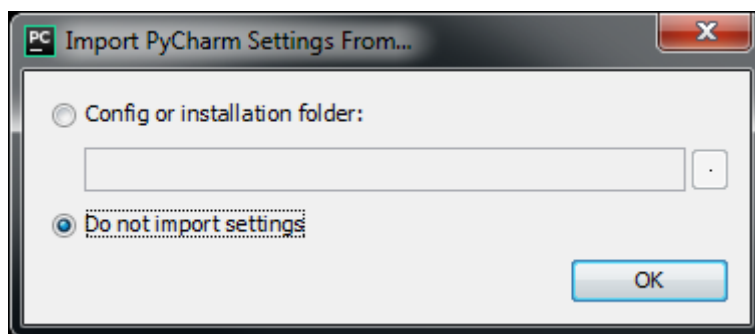 PC Import PyCharm Settings From...
Config or installation folder:
.
Do not import settings
OK